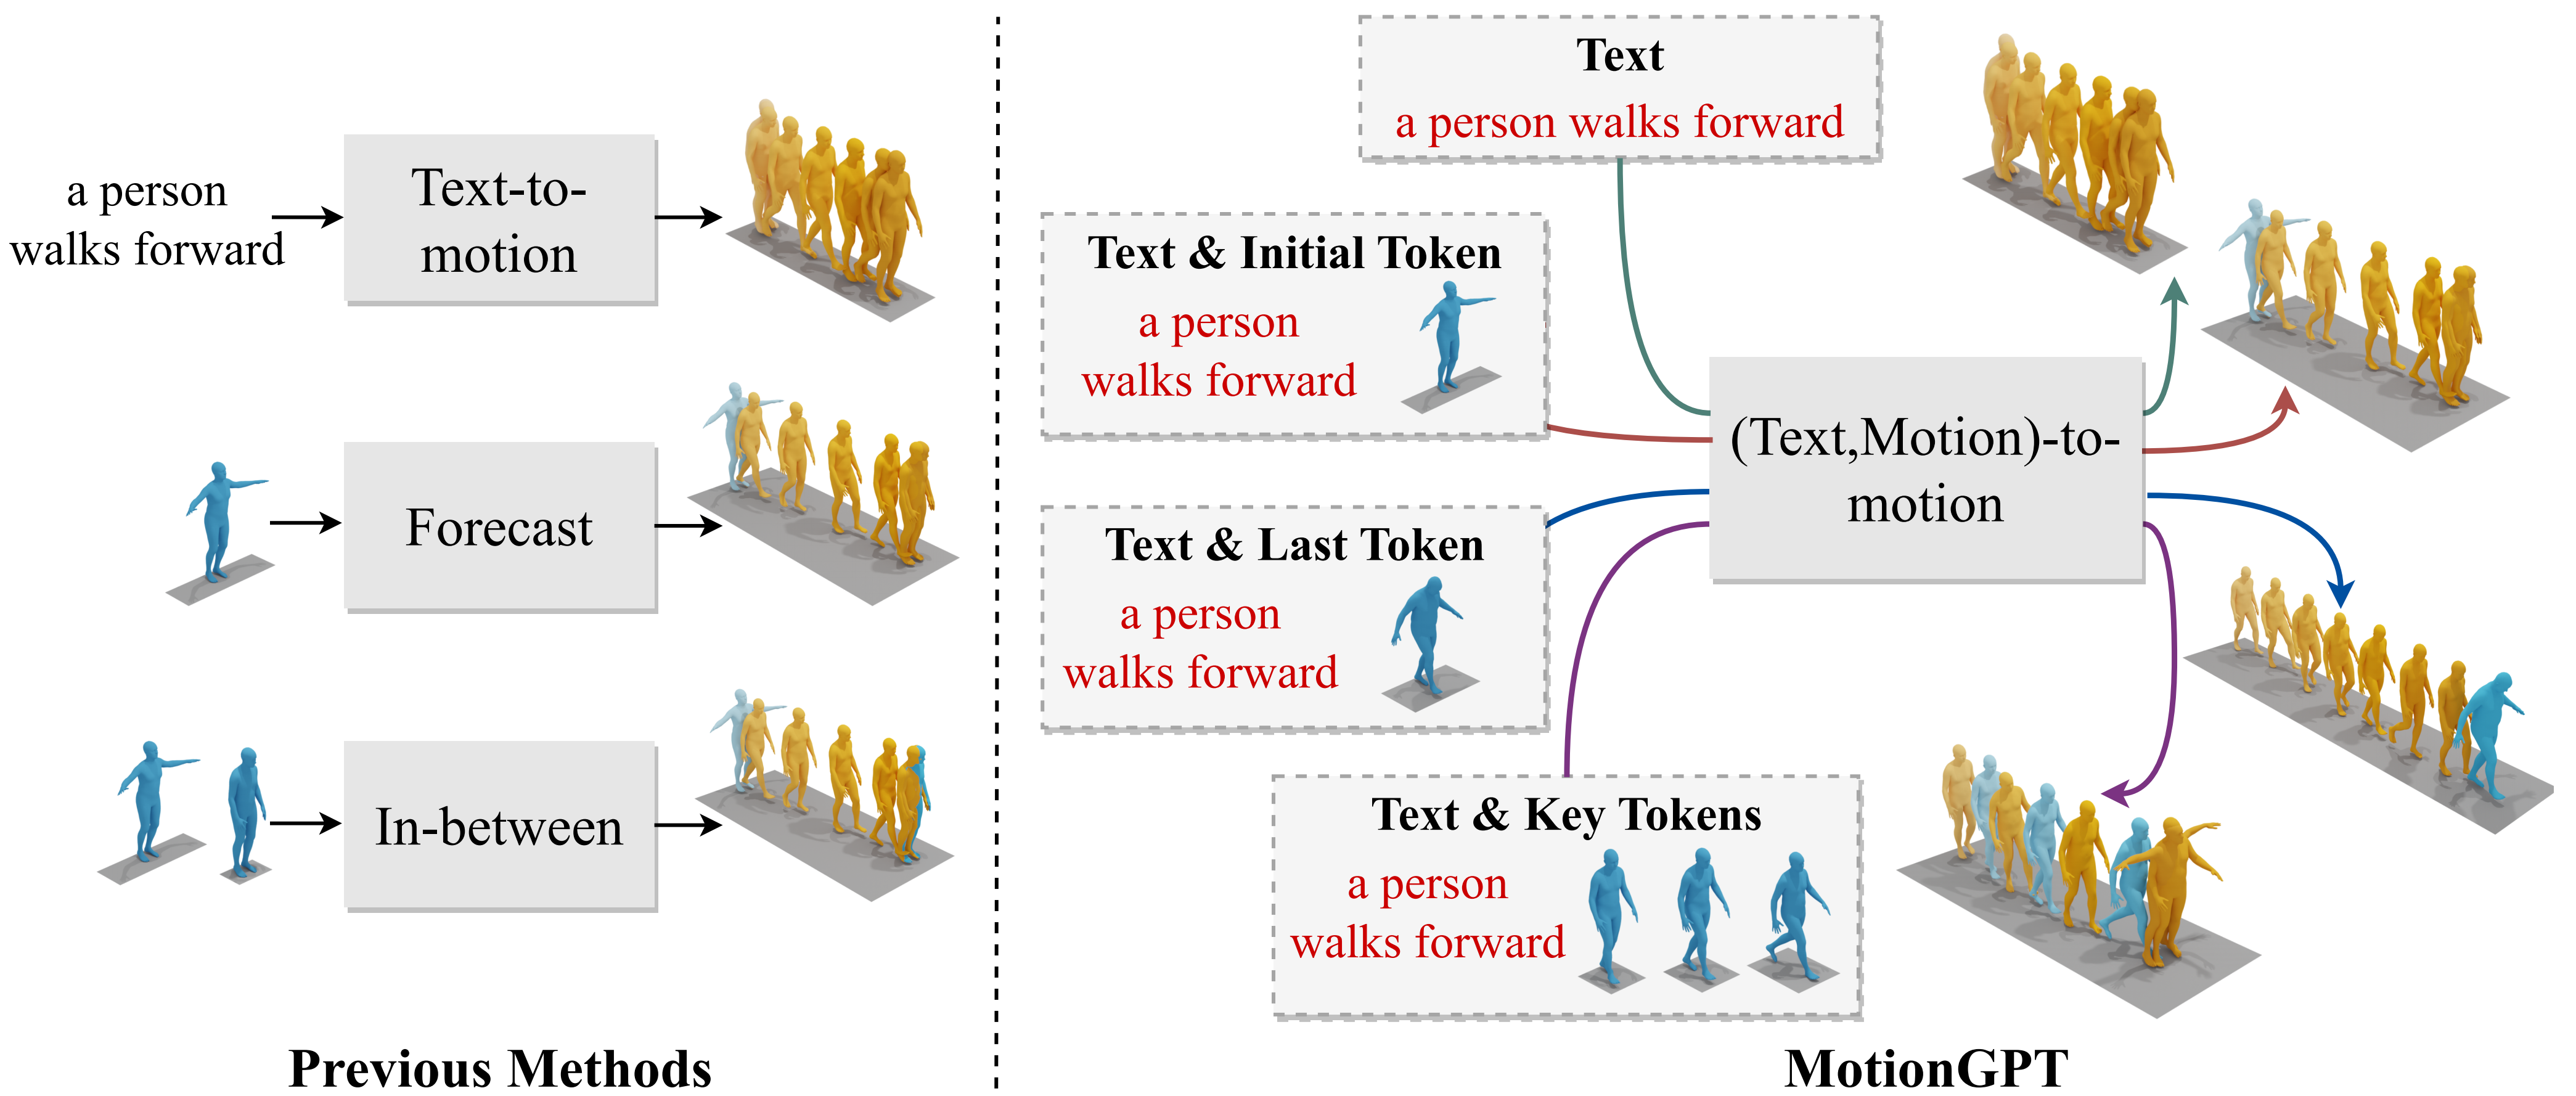 a person
walks forward
Text-to-
motion
Forecast
In-between
Previous Methods
Text
a person walks forward
Text & Initial Token
a person
walks forward
Text & Last Token
a person
walks forward
Text & Key Tokens
a person
walks forward
(Text,Motion)-to-
motion
MotionGPT